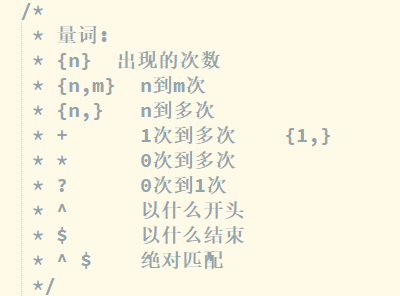 /*
* 量词:
* {n}  出现的次数
* {n,m}  n到m次
* {n,}   n到多次
* +      1次到多次    {1,}
* *      0次到多次
* ?      0次到1次
* ^      以什么开头
* $      以什么结束
* ^ $    绝对匹配
*/